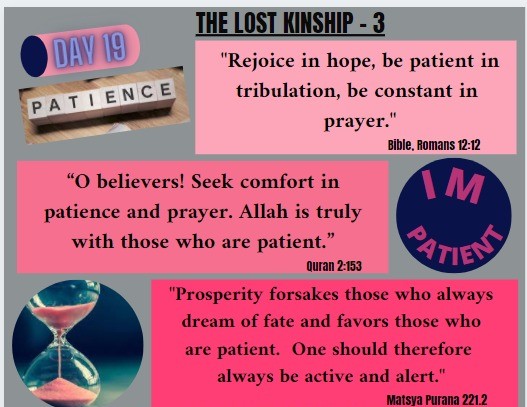 THE LOST KINSHIP - 3
DAY 19
PATIENCE
"Rejoice in hope, be patient in
tribulation, be constant in
prayer."
Bible, Romans 12:12
“O believers! Seek comfort in
patience and prayer. Allah is truly
with those who are patient.”
Quran 2:153
I M
PATIENT
"Prosperity forsakes those who always
dream of fate and favors those who
are patient. One should therefore
always be active and alert."
Matsya Purana 221.2